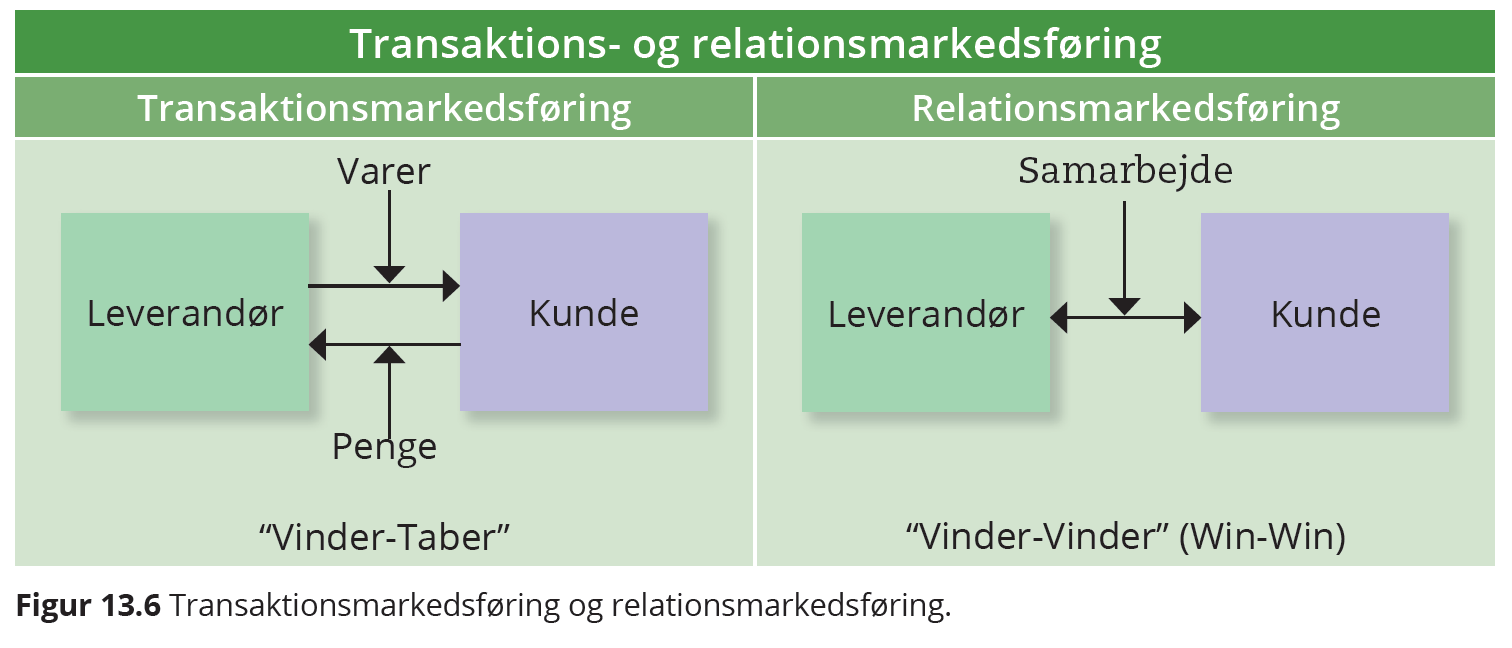 Transaktions- og relationsmarkedsføring
Transaktionsmarkedsføring
Relationsmarkedsføring
Varer
Leverandør
Kunde
Penge
“Vinder-Taber”
Samarbejde
Leverandør
Kunde
“Vinder-Vinder” (Win-Win)
Figur 13.6 Transaktionsmarkedsføring og relationsmarkedsføring.